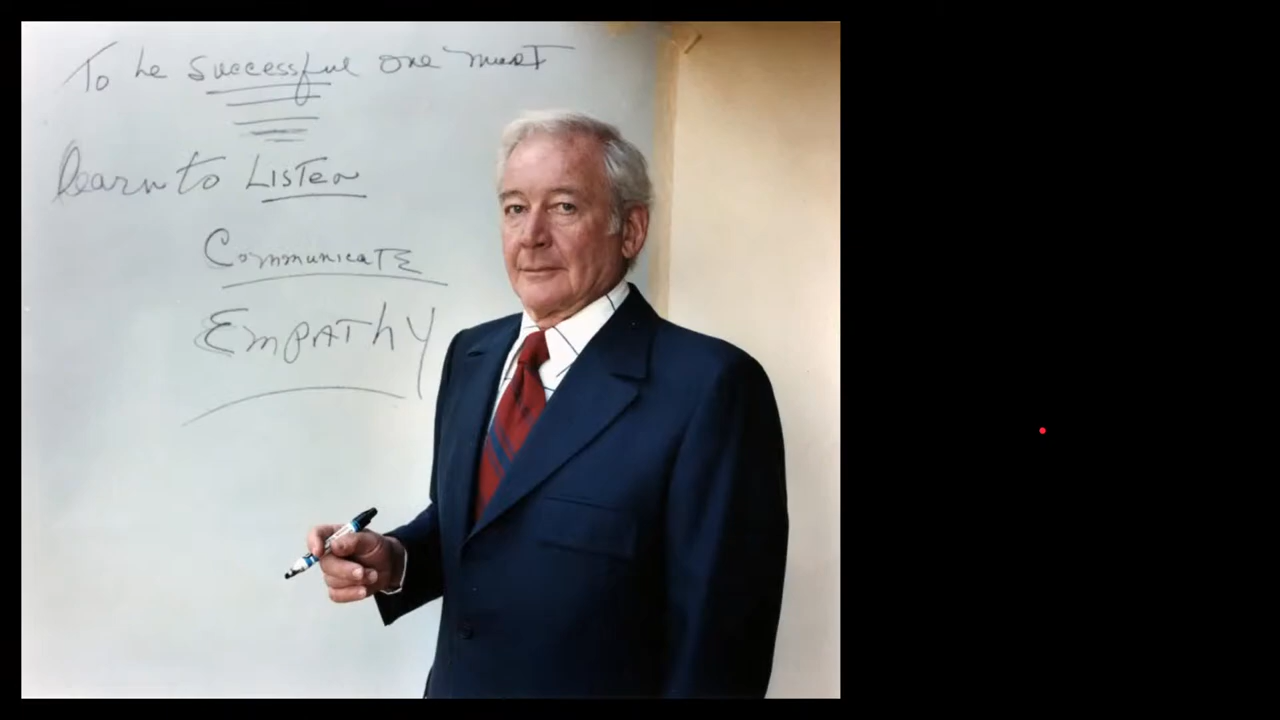 To be successful one must
learn to Listen
Communicate
Empathy